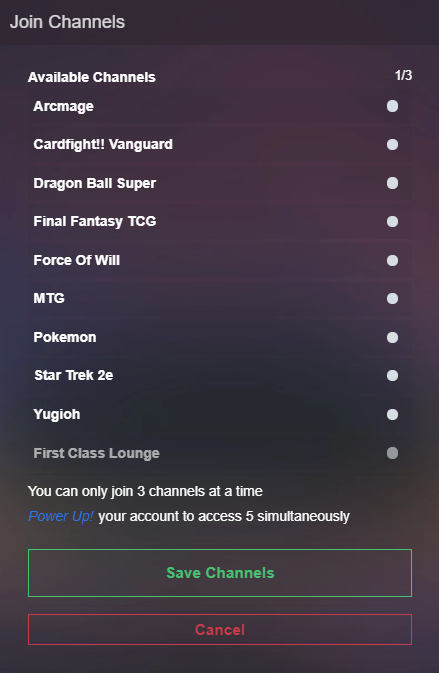 Join Channels
Available Channels 1/3
Arcmage
Cardfight!! Vanguard
Dragon Ball Super
Final Fantasy TCG
Force Of Will
MTG
Pokemon
Star Trek 2e
Yugioh
First Class Lounge
You can only join 3 channels at a time
Power Up! your account to access 5 simultaneously
Save Channels
Cancel